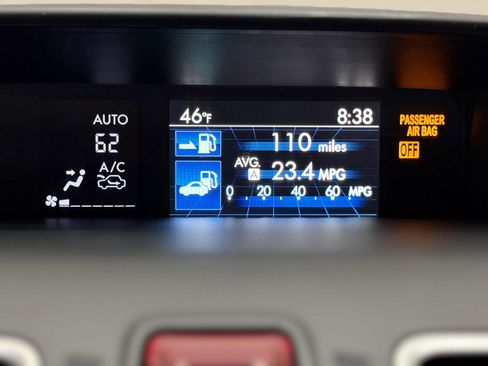 AUTO
62
A/C
46°F 8:38
110 miles
AVG.
A 23.4 MPG
0 20 40 60 MPG
PASSENGER
AIR BAG
OFF